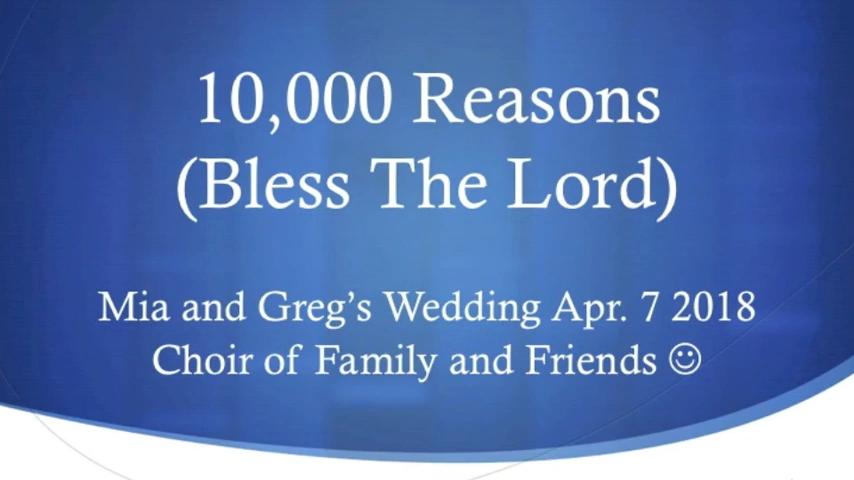 10,000 Reasons
(Bless The Lord)
Mia and Greg’s Wedding Apr. 7 2018
Choir of Family and Friends ☺